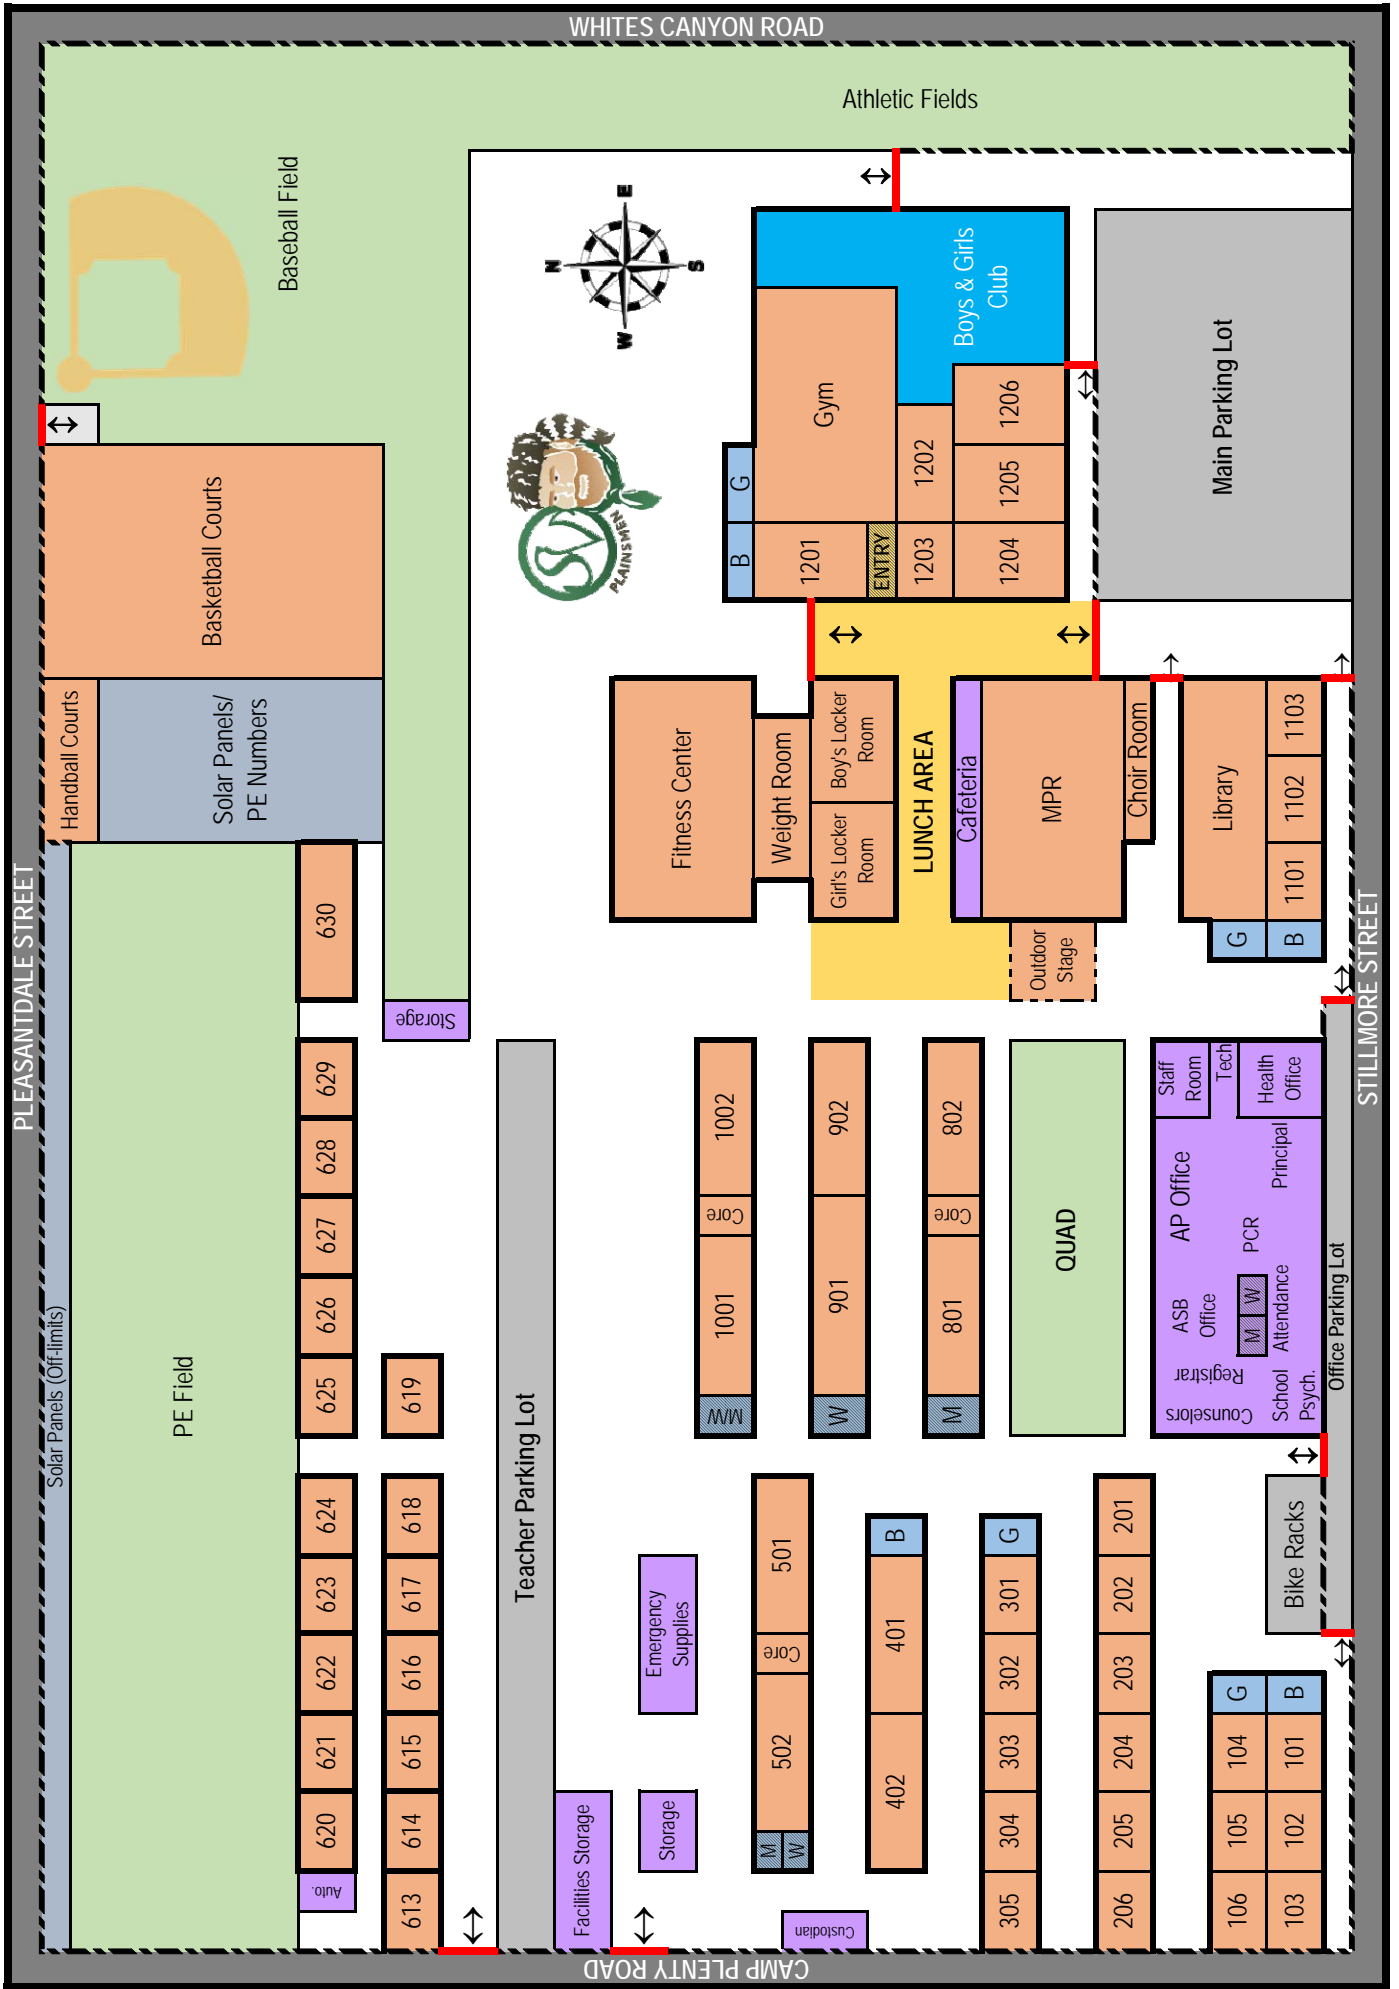 WHITES CANYON ROAD
Athletic Fields
Baseball Field
N
E
S
W
Boys & Girls
Club
Gym
1206
1202
1205
G
B
1201
ENTRY
1203
1204
Main Parking Lot
PLAINSMEN
Basketball Courts
Handball Courts
Solar Panels/
PE Numbers
Fitness Center
Weight Room
Boy's Locker
Room
Girl's Locker
Room
LUNCH AREA
Cafeteria
MPR
Choir Room
Library
1103
1102
1101
G
B
Outdoor
Stage
PLEASANTDALE STREET
STILLMORE STREET
630
Storage
629
628
627
626
625
619
Solar Panels (Off-limits)
PE Field
624
623
622
621
620
Auto.
618
617
616
615
614
613
Teacher Parking Lot
1002
Core
1001
MW
902
901
W
802
Core
801
M
QUAD
Staff
Room
Tech
Health
Office
AP Office
Principal
PCR
ASB
Office
M
W
Attendance
Registrar
Counselors
School
Psych.
Office Parking Lot
Bike Racks
Emergency
Supplies
Storage
Facilities Storage
501
Core
502
M
W
B
401
402
G
301
302
303
304
305
201
202
203
204
205
206
G
B
104
101
105
102
106
103
Custodian
CAMP PLENTY ROAD